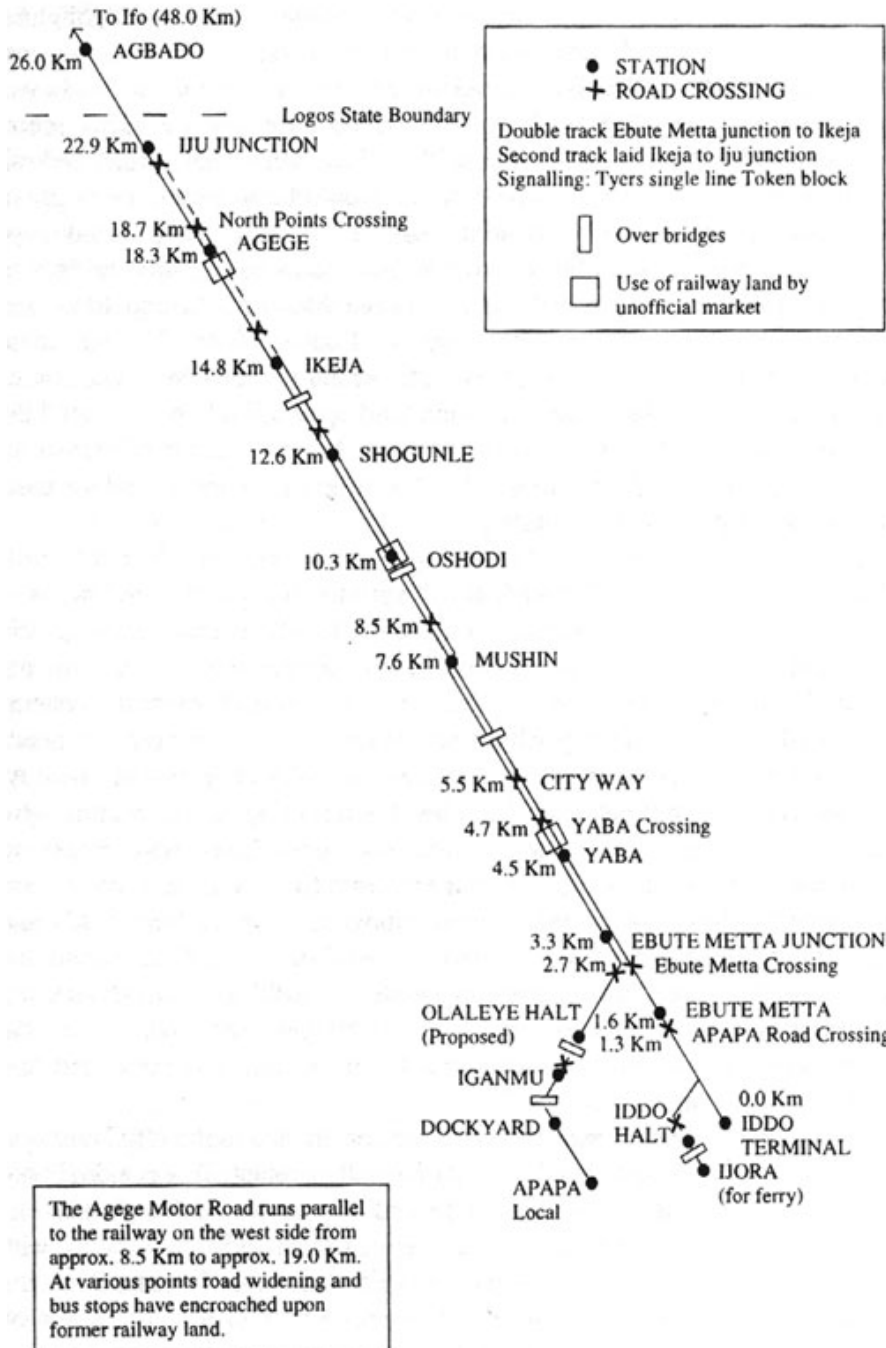 To Ifo (48.0 Km)
AGBADO
26.0 Km
Logos State Boundary
22.9 Km
IJU JUNCTION
18.7 Km
North Points Crossing
18.3 Km
AGEGE
14.8 Km
IKEJA
12.6 Km
SHOGUNLE
10.3 Km
OSHODI
8.5 Km
7.6 Km
MUSHIN
5.5 Km
CITY WAY
4.7 Km
YABA Crossing
4.5 Km
YABA
3.3 Km
EBUTE METTA JUNCTION
2.7 Km
Ebute Metta Crossing
OLALEYE HALT
(Proposed)
1.6 Km
EBUTE METTA
1.3 Km
APAPA Road Crossing
IGANMU
DOCKYARD
APAPA
Local
0.0 Km
IDDO
HALT
IDDO
TERMINAL
IJORA
(for ferry)
STATION
ROAD CROSSING
Double track Ebute Metta junction to Ikeja
Second track laid Ikeja to Iju junction
Signalling: Tyers single line Token block
Over bridges
Use of railway land by
unofficial market
The Agege Motor Road runs parallel
to the railway on the west side from
approx. 8.5 Km to approx. 19.0 Km.
At various points road widening and
bus stops have encroached upon
former railway land.